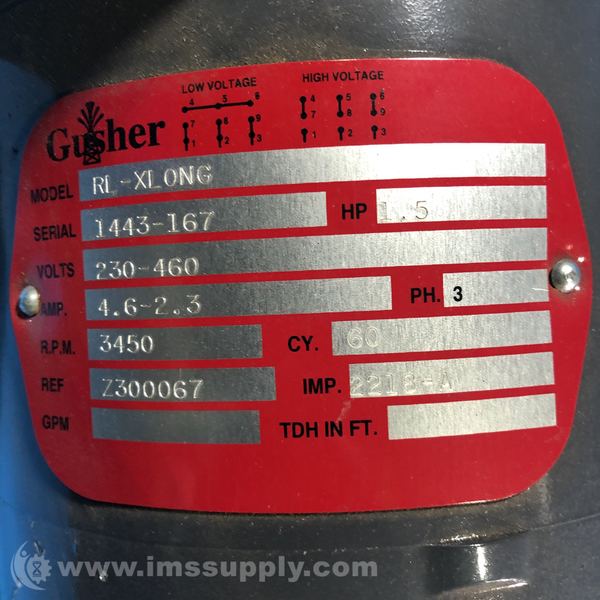 LOW VOLTAGE HIGH VOLTAGE
4 5 6 4 5 6
7 8 9 7 8 9
1 2 3 1 2 3
Gusher
MODEL RL-XLONG
SERIAL 1443-167 HP 1.5
VOLTS 230-460
AMP. 4.6-2.3 PH. 3
R.P.M. 3450 CY. 60
REF Z300067 IMP. 2218-A
GPM TDH IN FT.
www.imssupply.com